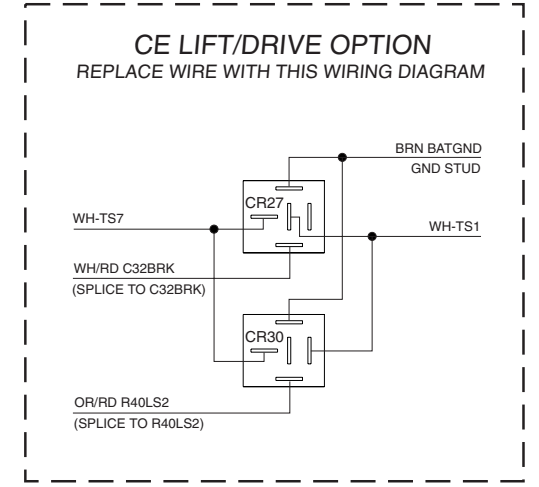 CE LIFT/DRIVE OPTION
REPLACE WIRE WITH THIS WIRING DIAGRAM
BRN BATGND
GND STUD
CR27
WH-TS7
WH-TS1
WH/RD C32BRK
(SPLICE TO C32BRK)
CR30
OR/RD R40LS2
(SPLICE TO R40LS2)